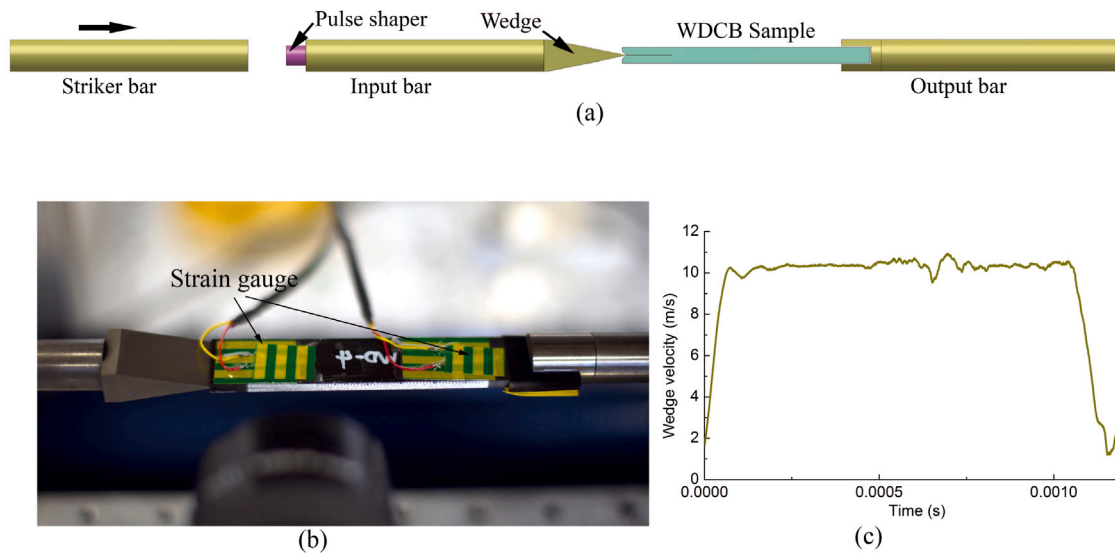 Pulse shaper
Wedge
WDCB Sample
Striker bar
Input bar
Output bar
(a)
Strain gauge
(b)
12
10
8
6
4
2
0
Wedge velocity (m/s)
0.0000
0.0005
0.0010
Time (s)
(c)